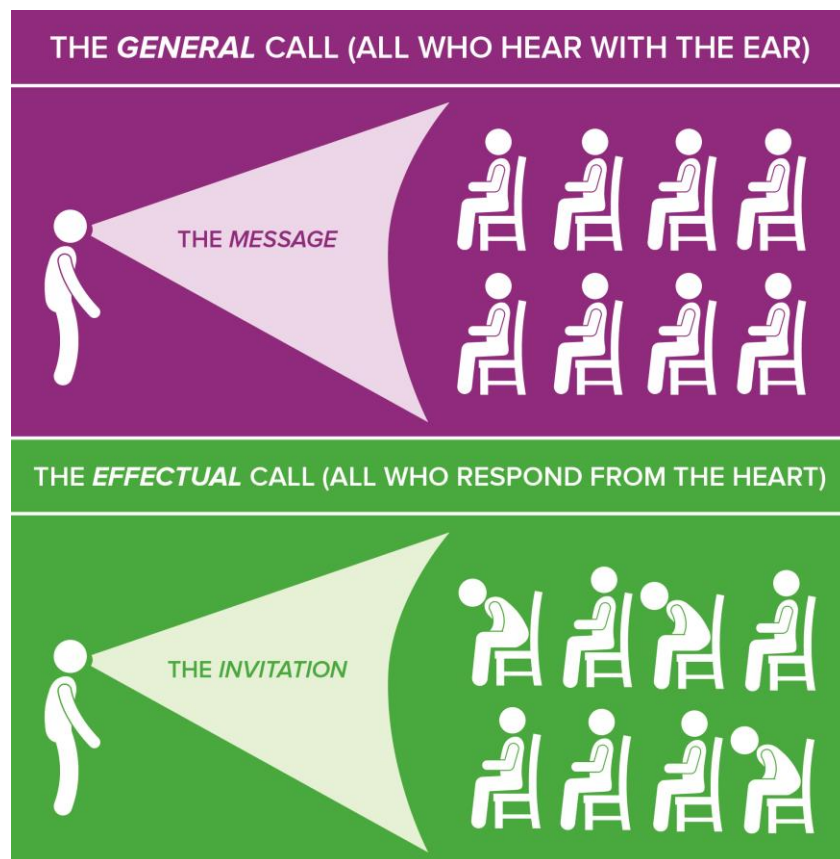 THE GENERAL CALL (ALL WHO HEAR WITH THE EAR)
THE MESSAGE
THE EFFECTUAL CALL (ALL WHO RESPOND FROM THE HEART)
THE INVITATION